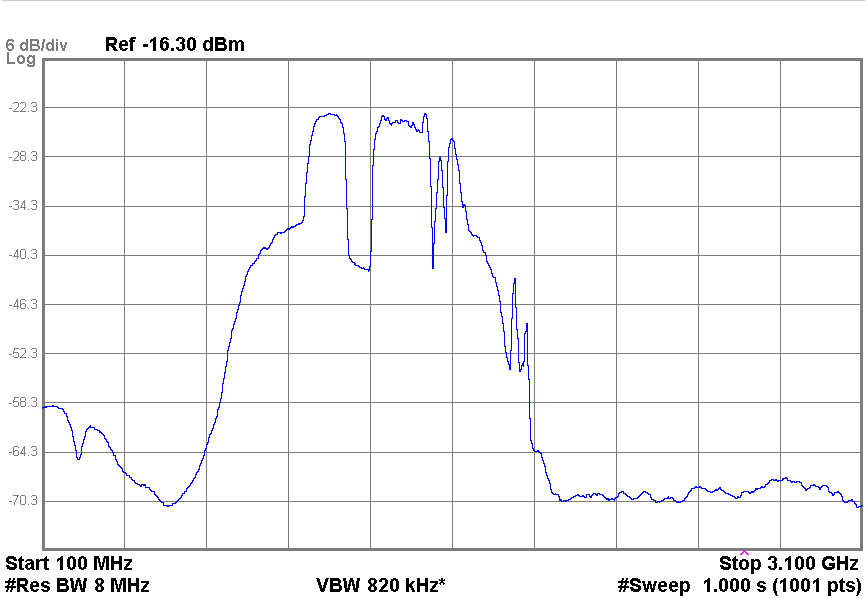 6 dB/div Ref -16.30 dBm
Log
-22.3
-28.3
-34.3
-40.3
-46.3
-52.3
-58.3
-64.3
-70.3
Start 100 MHz Stop 3.100 GHz
#Res BW 8 MHz VBW 820 kHz* #Sweep 1.000 s (1001 pts)